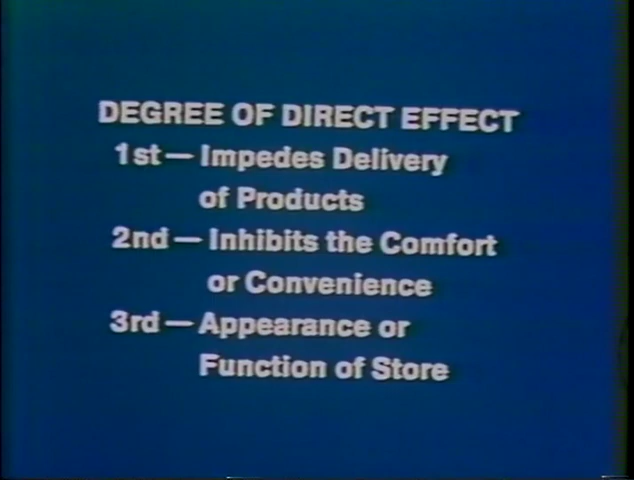 DEGREE OF DIRECT EFFECT
1st — Impedes Delivery
of Products
2nd — Inhibits the Comfort
or Convenience
3rd — Appearance or
Function of Store